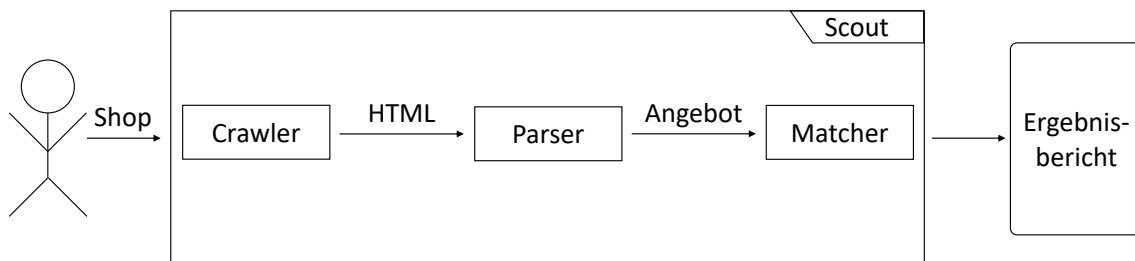 Scout
Shop
Crawler
HTML
Parser
Angebot
Matcher
Ergebnis-
bericht